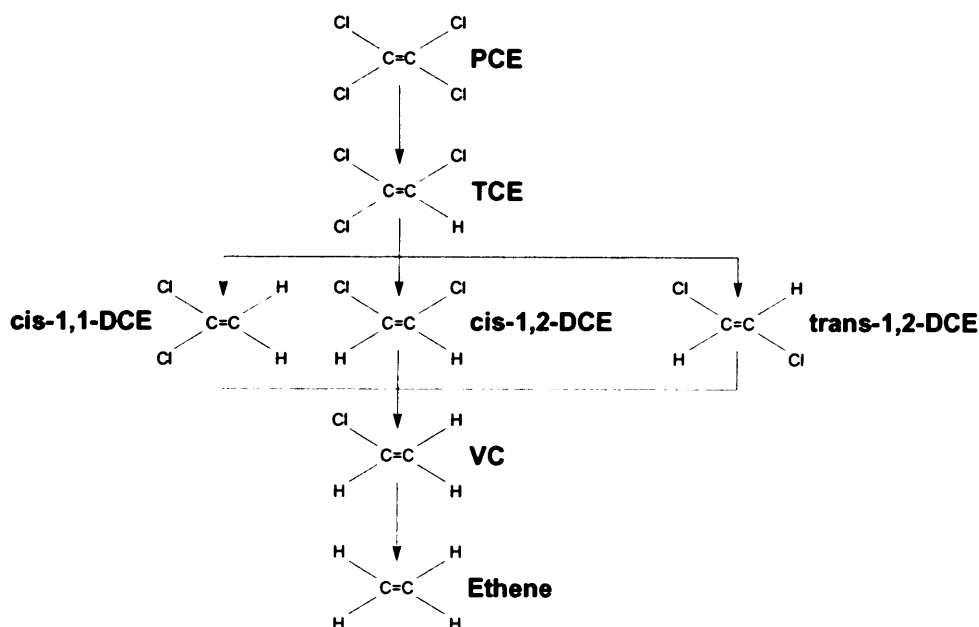 Cl Cl
C=C PCE
Cl Cl
Cl Cl
C=C TCE
Cl H
Cl H Cl Cl Cl H
cis-1,1-DCE C=C C=C cis-1,2-DCE C=C trans-1,2-DCE
Cl H H H H Cl
Cl H
C=C VC
H H
H H
C=C Ethene
H H